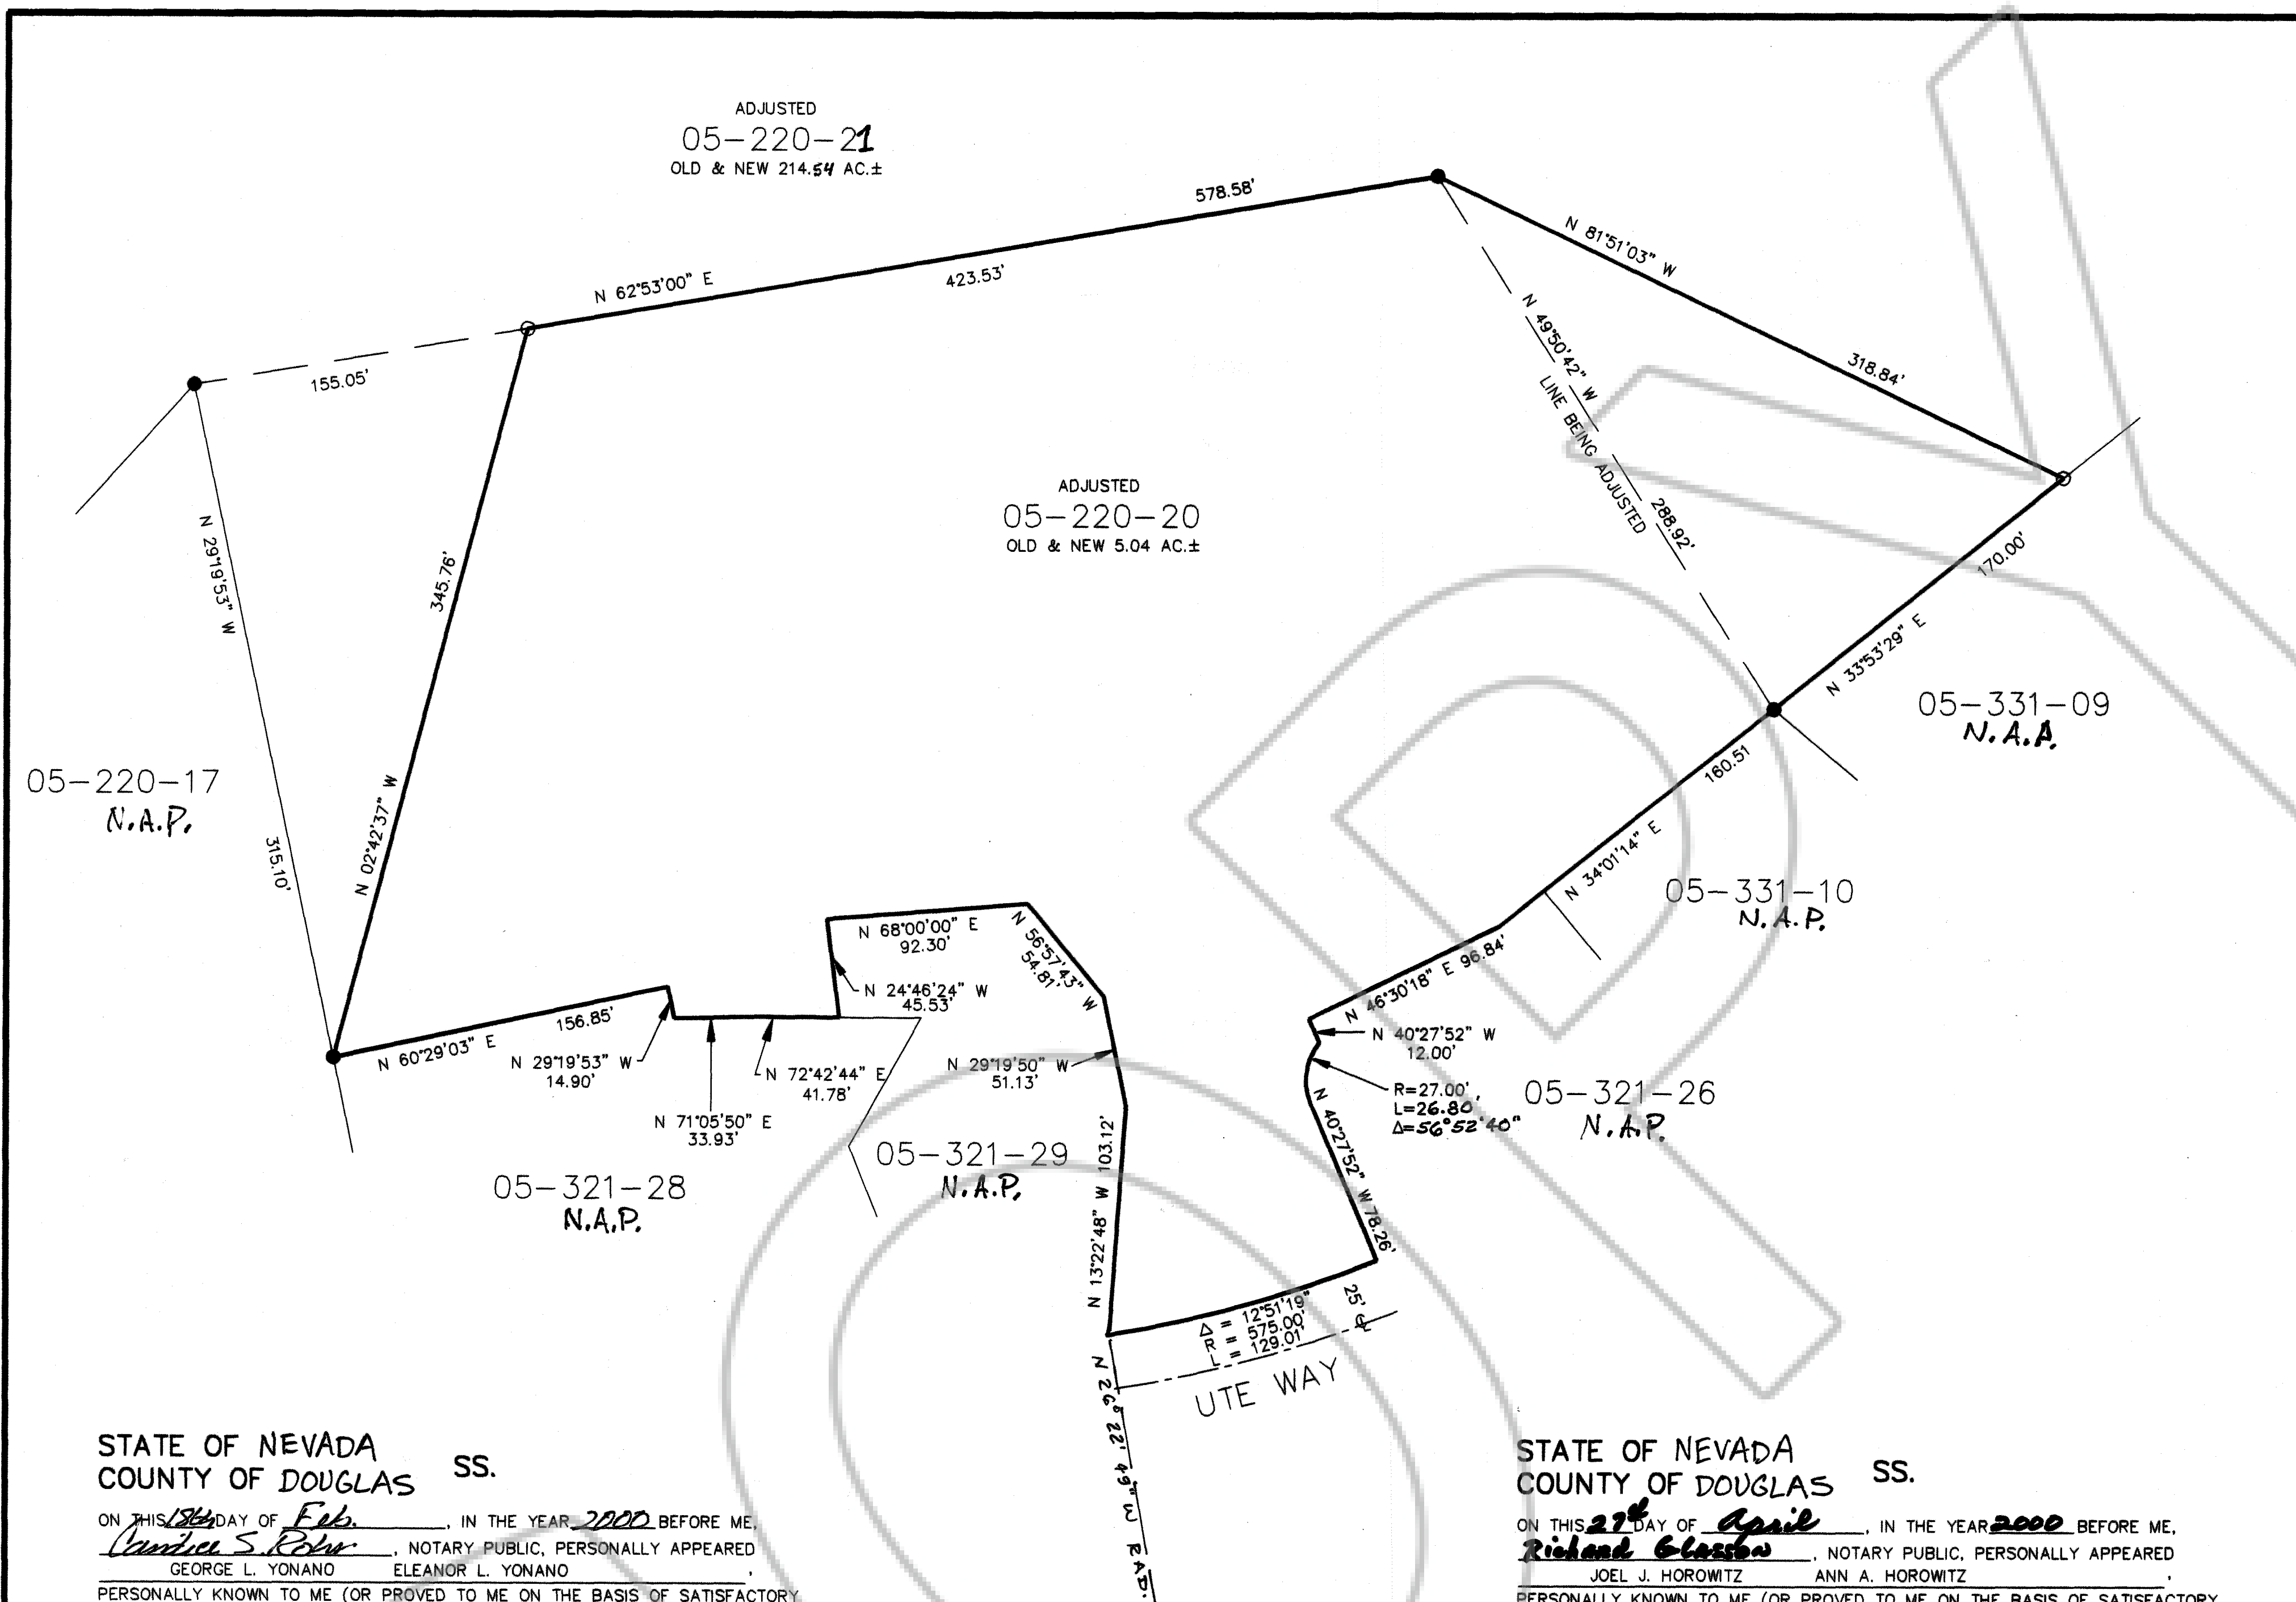 ADJUSTED
05-220-21
OLD & NEW 214.54 AC.±
578.58'
N 62°53'00" E
423.53'
N 81°51'03" W
318.84'
155.05'
N 49°50'42" W
288.92'
LINE BEING ADJUSTED
ADJUSTED
05-220-20
OLD & NEW 5.04 AC.±
N 29°19'53" W
315.10'
345.76'
N 02°42'37" W
170.00'
N 33°53'29" E
05-331-09
N.A.P.
05-220-17
N.A.P.
160.51
N 34°01'14" E
05-331-10
N.A.P.
N 68°00'00" E
92.30'
N 56°57'43" W
54.81'
N 24°46'24" W
45.53'
N 46°30'18" E 96.84'
156.85'
N 60°29'03" E
N 29°19'53" W
14.90'
N 72°42'44" E
41.78'
N 71°05'50" E
33.93'
N 29°19'50" W
51.13'
N 40°27'52" W
12.00'
R=27.00'
L=26.80
Δ=56°52'40"
05-321-26
N.A.P.
05-321-28
N.A.P.
05-321-29
N.A.P.
N 13°22'48" W 103.12'
N 40°27'52" W 78.26'
Δ = 12°51'19"
R = 575.00'
L = 129.01'
25' ℄
UTE WAY
N 26° 22' 49" W RAD.
STATE OF NEVADA
COUNTY OF DOUGLAS SS.
ON THIS 18th DAY OF Feb., IN THE YEAR 2000 BEFORE ME,
Candice S. Rohr, NOTARY PUBLIC, PERSONALLY APPEARED
GEORGE L. YONANO ELEANOR L. YONANO,
PERSONALLY KNOWN TO ME (OR PROVED TO ME ON THE BASIS OF SATISFACTORY
STATE OF NEVADA
COUNTY OF DOUGLAS SS.
ON THIS 27th DAY OF April, IN THE YEAR 2000 BEFORE ME,
Richard Glasson, NOTARY PUBLIC, PERSONALLY APPEARED
JOEL J. HOROWITZ ANN A. HOROWITZ,
PERSONALLY KNOWN TO ME (OR PROVED TO ME ON THE BASIS OF SATISFACTORY